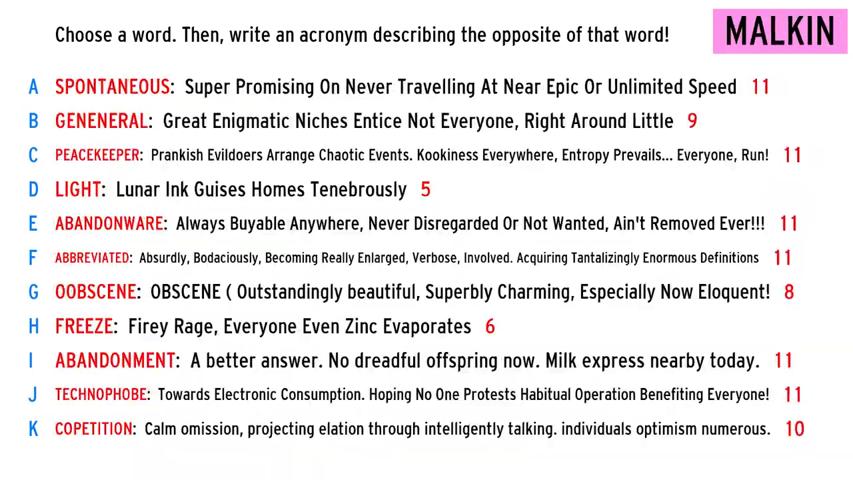 Choose a word. Then, write an acronym describing the opposite of that word! MALKIN
A SPONTANEOUS: Super Promising On Never Travelling At Near Epic Or Unlimited Speed 11
B GENENERAL: Great Enigmatic Niches Entice Not Everyone, Right Around Little 9
C PEACEKEEPER: Prankish Evildoers Arrange Chaotic Events. Kookiness Everywhere, Entropy Prevails... Everyone, Run! 11
D LIGHT: Lunar Ink Guises Homes Tenebrously 5
E ABANDONWARE: Always Buyable Anywhere, Never Disregarded Or Not Wanted, Ain't Removed Ever!!! 11
F ABBREVIATED: Absurdly, Bodaciously, Becoming Really Enlarged, Verbose, Involved. Acquiring Tantalizingly Enormous Definitions 11
G OOBSCENE: OBSCENE ( Outstandingly beautiful, Superbly Charming, Especially Now Eloquent! 8
H FREEZE: Firey Rage, Everyone Even Zinc Evaporates 6
I ABANDONMENT: A better answer. No dreadful offspring now. Milk express nearby today. 11
J TECHNOPHOBE: Towards Electronic Consumption. Hoping No One Protests Habitual Operation Benefiting Everyone! 11
K COPETITION: Calm omission, projecting elation through intelligently talking. individuals optimism numerous. 10